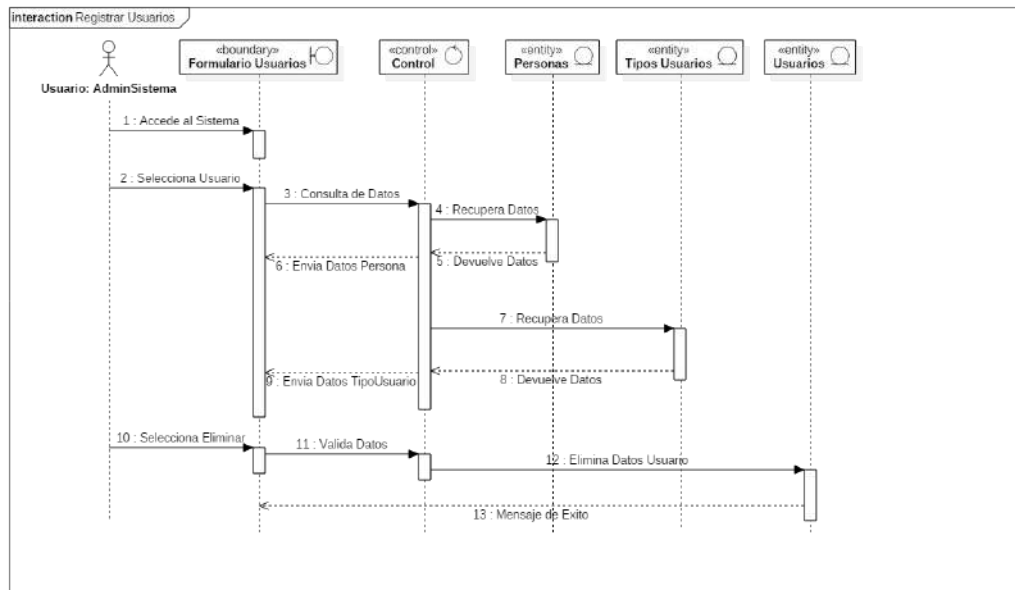 interaction Registrar Usuarios
«boundary»
Formulario Usuarios
«control»
Control
«entity»
Personas
«entity»
Tipos Usuarios
«entity»
Usuarios
Usuario: AdminSistema
1 : Accede al Sistema
2 : Selecciona Usuario
3 : Consulta de Datos
4 : Recupera Datos
5 : Devuelve Datos
6 : Envia Datos Persona
7 : Recupera Datos
8 : Devuelve Datos
9 : Envia Datos TipoUsuario
10 : Selecciona Eliminar
11 : Valida Datos
12 : Elimina Datos Usuario
13 : Mensaje de Exito